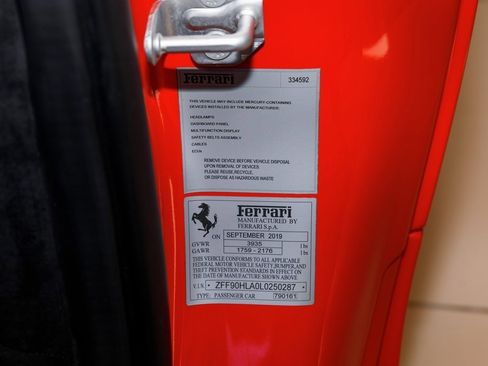 Ferrari 334592
THIS VEHICLE MAY INCLUDE MERCURY-CONTAINING
DEVICES INSTALLED BY THE MANUFACTURER:
HEADLAMPS
DASHBOARD PANEL
MULTIFUNCTION DISPLAY
SAFETY BELTS ASSEMBLY
CABLES
ECUs
REMOVE DEVICE BEFORE VEHICLE DISPOSAL
UPON REMOVAL OF DEVICES
PLEASE REUSE, RECYCLE,
OR DISPOSE AS HAZARDOUS WASTE
Ferrari
MANUFACTURED BY
FERRARI S.p.A.
ON SEPTEMBER 2019
GVWR 3935 lbs
GAWR 1759 - 2176 lbs
THIS VEHICLE CONFORMS TO ALL APPLICABLE
FEDERAL MOTOR VEHICLE SAFETY, BUMPER, AND
THEFT PREVENTION STANDARDS IN EFFECT ON THE
DATE OF MANUFACTURE SHOWN ABOVE
V.I.N. ZFF90HLA0L0250287
TYPE: PASSENGER CAR 790161